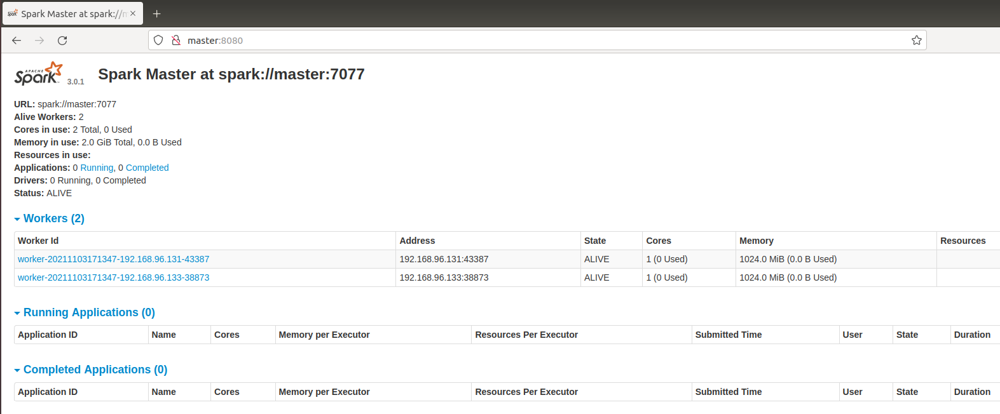 Spark Master at spark://m
master:8080
APACHE
Spark 3.0.1 Spark Master at spark://master:7077
URL: spark://master:7077
Alive Workers: 2
Cores in use: 2 Total, 0 Used
Memory in use: 2.0 GiB Total, 0.0 B Used
Resources in use:
Applications: 0 Running, 0 Completed
Drivers: 0 Running, 0 Completed
Status: ALIVE
Workers (2)
Worker Id Address State Cores Memory Resources
worker-20211103171347-192.168.96.131-43387 192.168.96.131:43387 ALIVE 1 (0 Used) 1024.0 MiB (0.0 B Used)
worker-20211103171347-192.168.96.133-38873 192.168.96.133:38873 ALIVE 1 (0 Used) 1024.0 MiB (0.0 B Used)
Running Applications (0)
Application ID Name Cores Memory per Executor Resources Per Executor Submitted Time User State Duration
Completed Applications (0)
Application ID Name Cores Memory per Executor Resources Per Executor Submitted Time User State Duration